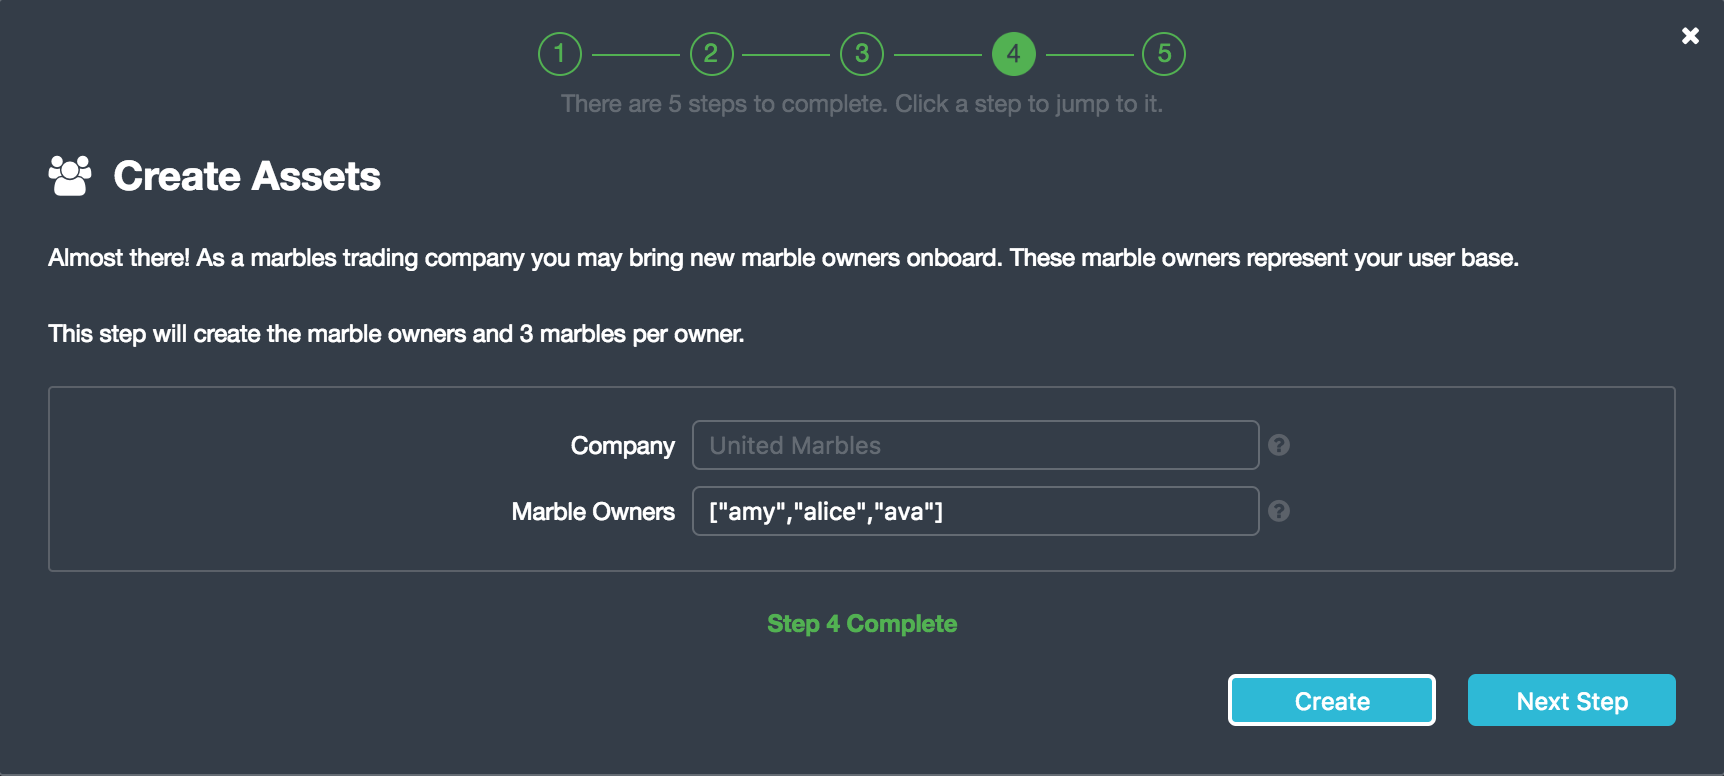 1 2 3 4 5
There are 5 steps to complete. Click a step to jump to it.
Create Assets
Almost there! As a marbles trading company you may bring new marble owners onboard. These marble owners represent your user base.
This step will create the marble owners and 3 marbles per owner.
Company United Marbles ?
Marble Owners ["amy","alice","ava"] ?
Step 4 Complete
Create Next Step